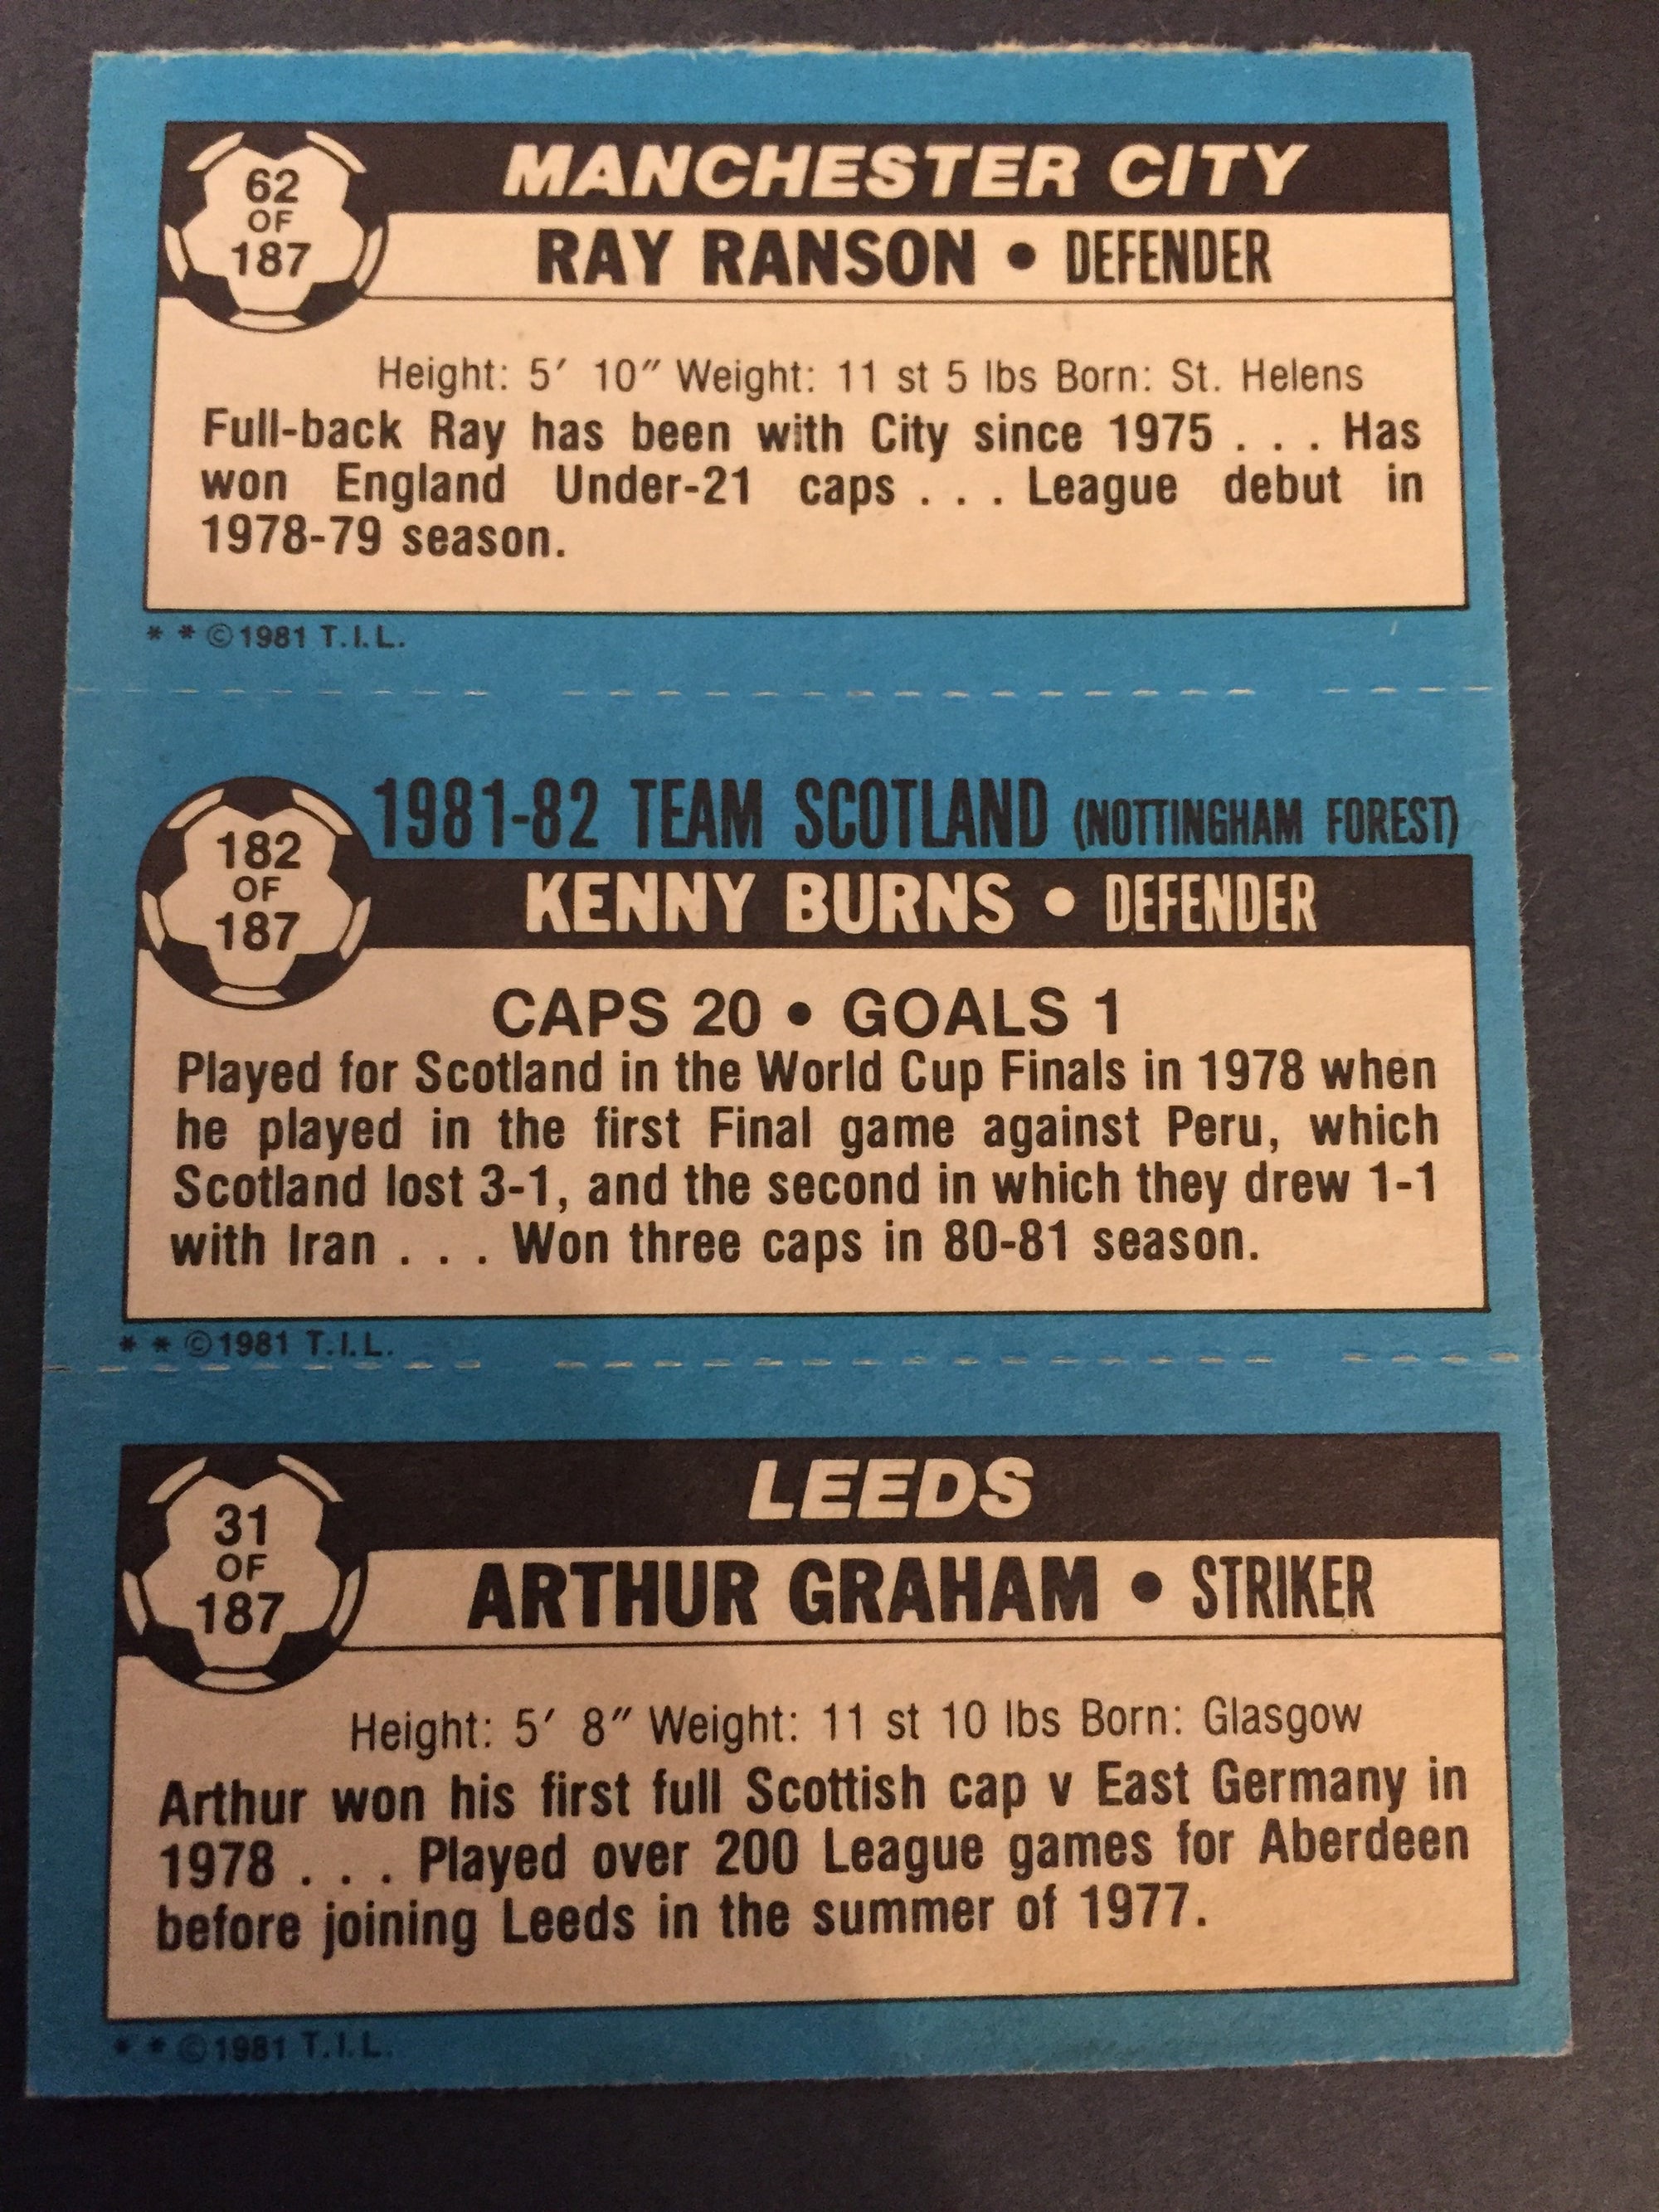 62
OF
187
MANCHESTER CITY
RAY RANSON • DEFENDER
Height: 5′ 10″ Weight: 11 st 5 lbs Born: St. Helens
Full-back Ray has been with City since 1975 . . . Has
won England Under-21 caps . . . League debut in
1978-79 season.
* * ©1981 T.I.L.
182
OF
187
1981-82 TEAM SCOTLAND (NOTTINGHAM FOREST)
KENNY BURNS • DEFENDER
CAPS 20 • GOALS 1
Played for Scotland in the World Cup Finals in 1978 when
he played in the first Final game against Peru, which
Scotland lost 3-1, and the second in which they drew 1-1
with Iran . . . Won three caps in 80-81 season.
* * ©1981 T.I.L.
31
OF
187
LEEDS
ARTHUR GRAHAM • STRIKER
Height: 5′ 8″ Weight: 11 st 10 lbs Born: Glasgow
Arthur won his first full Scottish cap v East Germany in
1978 . . . Played over 200 League games for Aberdeen
before joining Leeds in the summer of 1977.
* * ©1981 T.I.L.